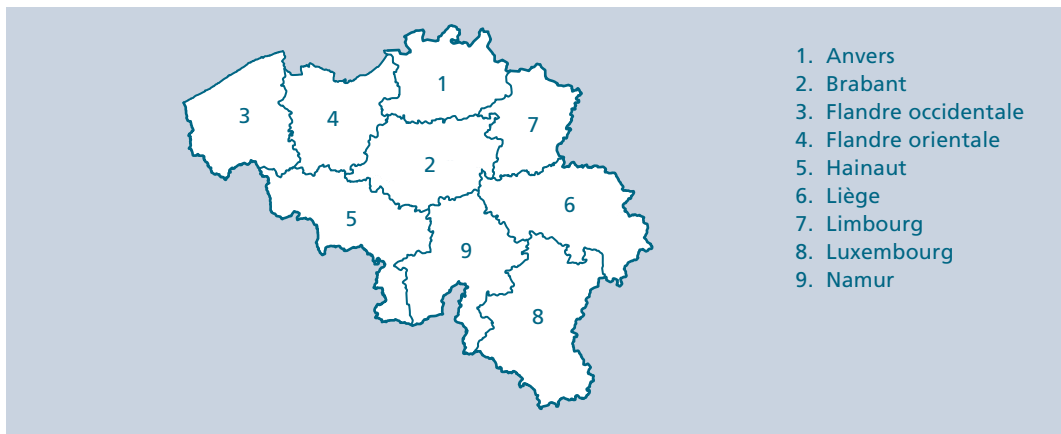 1
3
4
7
2
6
5
9
8
1. Anvers
2. Brabant
3. Flandre occidentale
4. Flandre orientale
5. Hainaut
6. Liège
7. Limbourg
8. Luxembourg
9. Namur